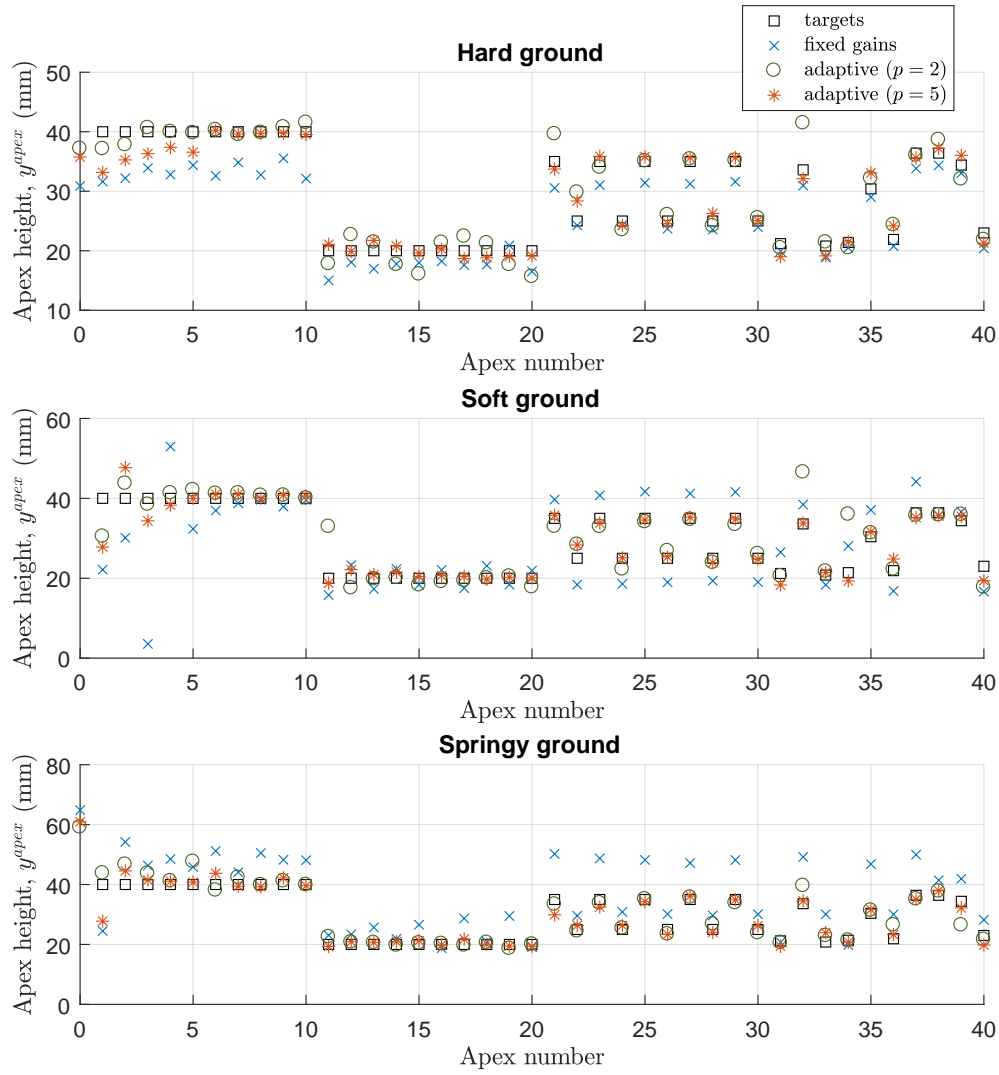 targets
fixed gains
adaptive (p = 2)
adaptive (p = 5)
Hard ground
Apex height, y^apex (mm)
50
40
30
20
10
0 5 10 15 20 25 30 35 40
Apex number
Soft ground
Apex height, y^apex (mm)
60
40
20
0
0 5 10 15 20 25 30 35 40
Apex number
Springy ground
Apex height, y^apex (mm)
80
60
40
20
0
0 5 10 15 20 25 30 35 40
Apex number